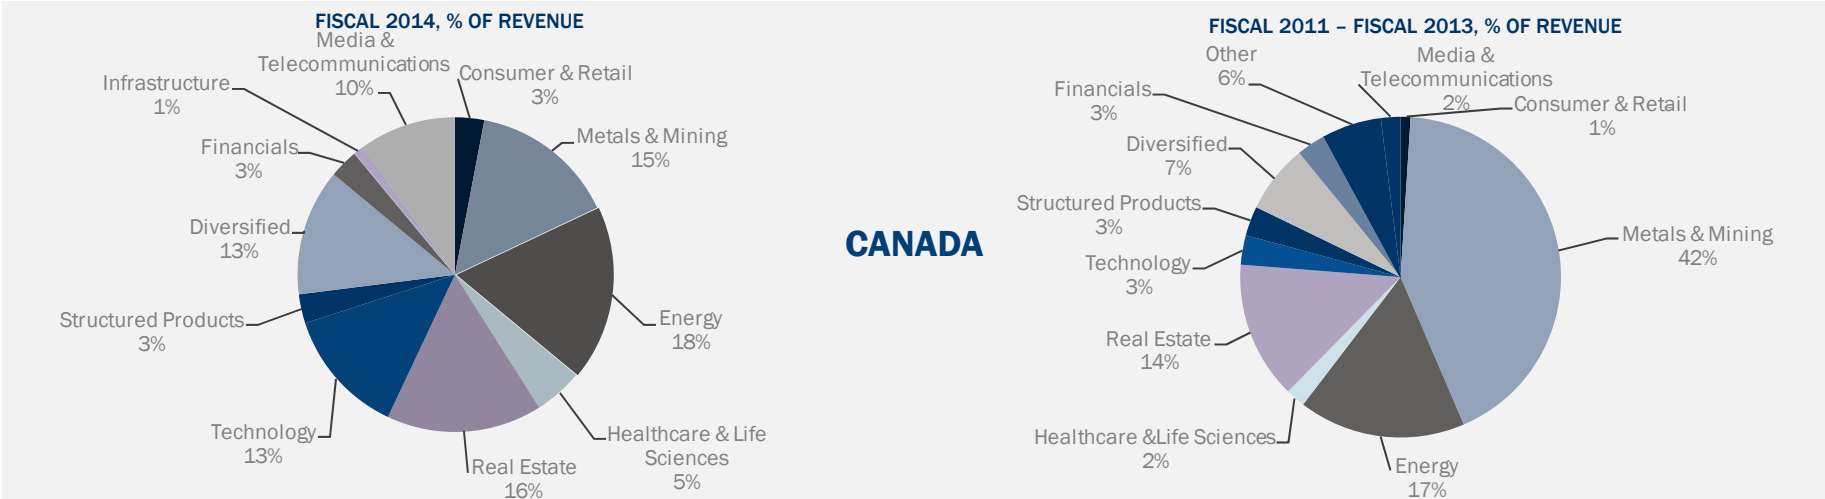 FISCAL 2014, % OF REVENUE
Media &
Telecommunications
10%
Consumer & Retail
3%
Infrastructure
1%
Metals & Mining
15%
Financials
3%
Diversified
13%
Energy
18%
Structured Products
3%
Technology
13%
Healthcare & Life
Sciences
5%
Real Estate
16%
CANADA
FISCAL 2011 – FISCAL 2013, % OF REVENUE
Other
6%
Media &
Telecommunications
2%
Financials
3%
Consumer & Retail
1%
Diversified
7%
Structured Products
3%
Metals & Mining
42%
Technology
3%
Real Estate
14%
Healthcare &Life Sciences
2%
Energy
17%